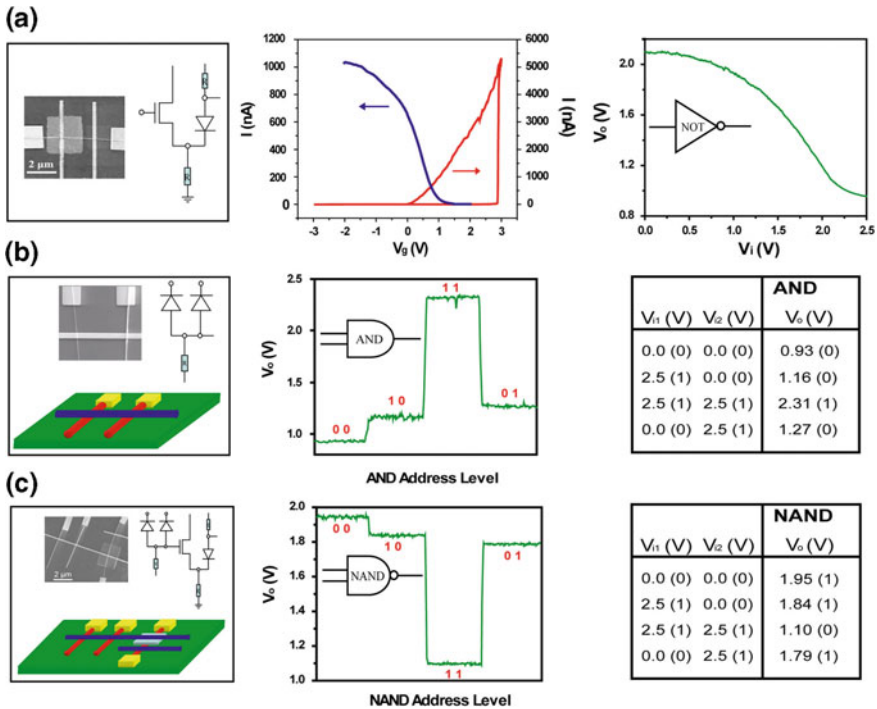 (a)
2 μm
R
R
1200
1000
800
600
400
200
0
I (nA)
6000
5000
4000
3000
2000
1000
0
I (nA)
-3 -2 -1 0 1 2 3
Vg (V)
2.0
1.6
1.2
0.8
Vo (V)
NOT
0.0 0.5 1.0 1.5 2.0 2.5
Vi (V)
(b)
R
2.5
2.0
1.5
1.0
Vo (V)
AND
0 0
1 0
1 1
0 1
AND Address Level
AND
Vi1 (V) Vi2 (V) Vo (V)
0.0 (0) 0.0 (0) 0.93 (0)
2.5 (1) 0.0 (0) 1.16 (0)
2.5 (1) 2.5 (1) 2.31 (1)
0.0 (0) 2.5 (1) 1.27 (0)
(c)
2 μm
2.0
1.8
1.6
1.4
1.2
1.0
Vo (V)
0 0
1 0
0 1
NAND
1 1
NAND Address Level
NAND
Vi1 (V) Vi2 (V) Vo (V)
0.0 (0) 0.0 (0) 1.95 (1)
2.5 (1) 0.0 (0) 1.84 (1)
2.5 (1) 2.5 (1) 1.10 (0)
0.0 (0) 2.5 (1) 1.79 (1)